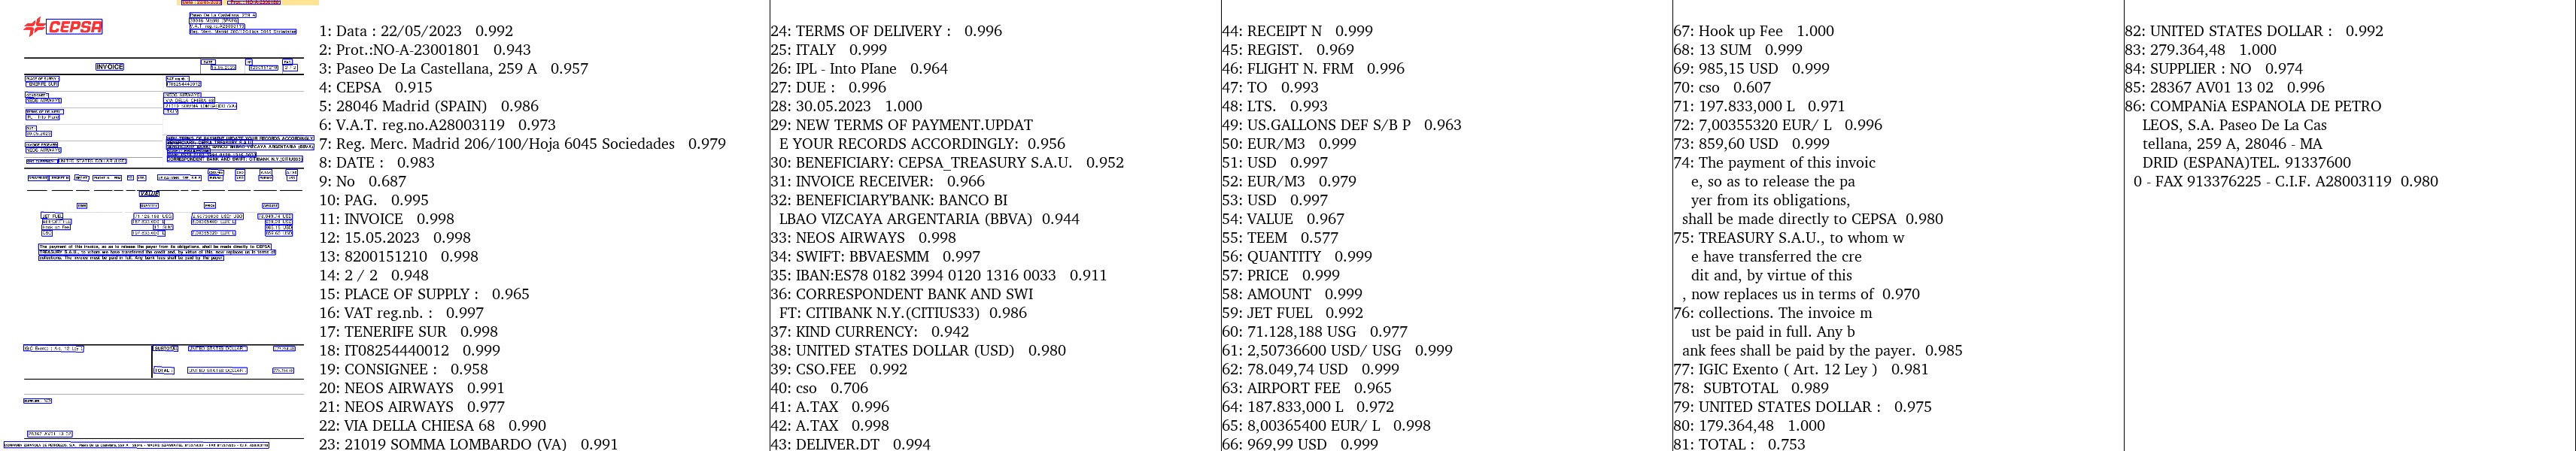 CEPSA
INVOICE
1: Data : 22/05/2023 0.992
2: Prot.:NO-A-23001801 0.943
3: Paseo De La Castellana, 259 A 0.957
4: CEPSA 0.915
5: 28046 Madrid (SPAIN) 0.986
6: V.A.T. reg.no.A28003119 0.973
7: Reg. Merc. Madrid 206/100/Hoja 6045 Sociedades 0.979
8: DATE : 0.983
9: No 0.687
10: PAG. 0.995
11: INVOICE 0.998
12: 15.05.2023 0.998
13: 8200151210 0.998
14: 2 / 2 0.948
15: PLACE OF SUPPLY : 0.965
16: VAT reg.nb. : 0.997
17: TENERIFE SUR 0.998
18: IT08254440012 0.999
19: CONSIGNEE : 0.958
20: NEOS AIRWAYS 0.991
21: NEOS AIRWAYS 0.977
22: VIA DELLA CHIESA 68 0.990
23: 21019 SOMMA LOMBARDO (VA) 0.991
24: TERMS OF DELIVERY : 0.996
25: ITALY 0.999
26: IPL - Into PIane 0.964
27: DUE : 0.996
28: 30.05.2023 1.000
29: NEW TERMS OF PAYMENT.UPDAT
E YOUR RECORDS ACCORDINGLY: 0.956
30: BENEFICIARY: CEPSA_TREASURY S.A.U. 0.952
31: INVOICE RECEIVER: 0.966
32: BENEFICIARY'BANK: BANCO BI
LBAO VIZCAYA ARGENTARIA (BBVA) 0.944
33: NEOS AIRWAYS 0.998
34: SWIFT: BBVAESMM 0.997
35: IBAN:ES78 0182 3994 0120 1316 0033 0.911
36: CORRESPONDENT BANK AND SWI
FT: CITIBANK N.Y.(CITIUS33) 0.986
37: KIND CURRENCY: 0.942
38: UNITED STATES DOLLAR (USD) 0.980
39: CSO.FEE 0.992
40: cso 0.706
41: A.TAX 0.996
42: A.TAX 0.998
43: DELIVER.DT 0.994
44: RECEIPT N 0.999
45: REGIST. 0.969
46: FLIGHT N. FRM 0.996
47: TO 0.993
48: LTS. 0.993
49: US.GALLONS DEF S/B P 0.963
50: EUR/M3 0.999
51: USD 0.997
52: EUR/M3 0.979
53: USD 0.997
54: VALUE 0.967
55: TEEM 0.577
56: QUANTITY 0.999
57: PRICE 0.999
58: AMOUNT 0.999
59: JET FUEL 0.992
60: 71.128,188 USG 0.977
61: 2,50736600 USD/ USG 0.999
62: 78.049,74 USD 0.999
63: AIRPORT FEE 0.965
64: 187.833,000 L 0.972
65: 8,00365400 EUR/ L 0.998
66: 969,99 USD 0.999
67: Hook up Fee 1.000
68: 13 SUM 0.999
69: 985,15 USD 0.999
70: cso 0.607
71: 197.833,000 L 0.971
72: 7,00355320 EUR/ L 0.996
73: 859,60 USD 0.999
74: The payment of this invoic
e, so as to release the pa
yer from its obligations,
shall be made directly to CEPSA 0.980
75: TREASURY S.A.U., to whom w
e have transferred the cre
dit and, by virtue of this
, now replaces us in terms of 0.970
76: collections. The invoice m
ust be paid in full. Any b
ank fees shall be paid by the payer. 0.985
77: IGIC Exento ( Art. 12 Ley ) 0.981
78: SUBTOTAL 0.989
79: UNITED STATES DOLLAR : 0.975
80: 179.364,48 1.000
81: TOTAL : 0.753
82: UNITED STATES DOLLAR : 0.992
83: 279.364,48 1.000
84: SUPPLIER : NO 0.974
85: 28367 AV01 13 02 0.996
86: COMPANiA ESPANOLA DE PETRO
LEOS, S.A. Paseo De La Cas
tellana, 259 A, 28046 - MA
DRID (ESPANA)TEL. 91337600
0 - FAX 913376225 - C.I.F. A28003119 0.980